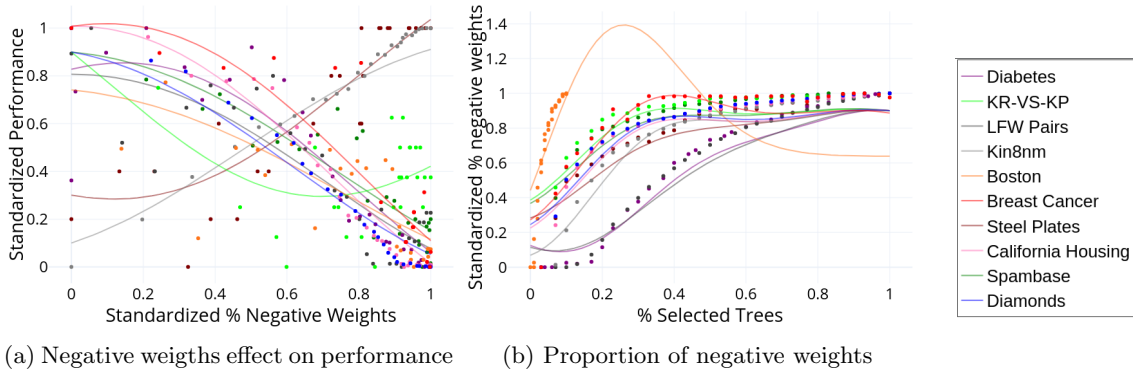 Standardized Performance
1
0.8
0.6
0.4
0.2
0
0
0.2
0.4
0.6
0.8
1
Standardized % Negative Weights
(a) Negative weigths effect on performance
Standardized % negative weights
1.4
1.2
1
0.8
0.6
0.4
0.2
0
0
0.2
0.4
0.6
0.8
1
% Selected Trees
(b) Proportion of negative weights
Diabetes
KR-VS-KP
LFW Pairs
Kin8nm
Boston
Breast Cancer
Steel Plates
California Housing
Spambase
Diamonds